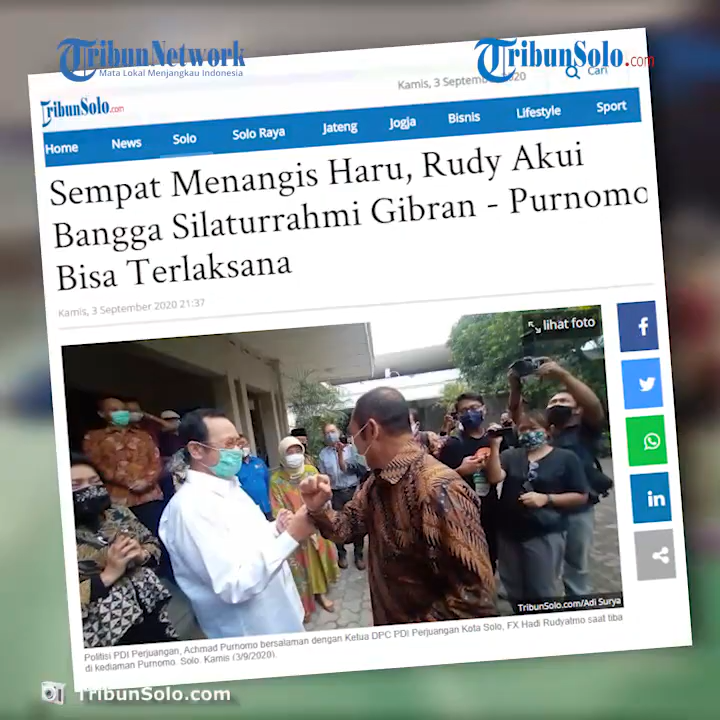 TribunNetwork
Mata Lokal Menjangkau Indonesia
TribunSolo.com
Kamis, 3 September 2020
Cari
TribunSolo.com
Home News Solo Solo Raya Jateng Jogja Bisnis Lifestyle Sport
Sempat Menangis Haru, Rudy Akui
Bangga Silaturrahmi Gibran - Purnomo
Bisa Terlaksana
Kamis, 3 September 2020 21:37
lihat foto
TribunSolo.com/Adi Surya
Politisi PDI Perjuangan, Achmad Purnomo bersalaman dengan Ketua DPC PDI Perjuangan Kota Solo, FX Hadi Rudyatmo saat tiba
di kediaman Purnomo, Solo, Kamis (3/9/2020).
TribunSolo.com